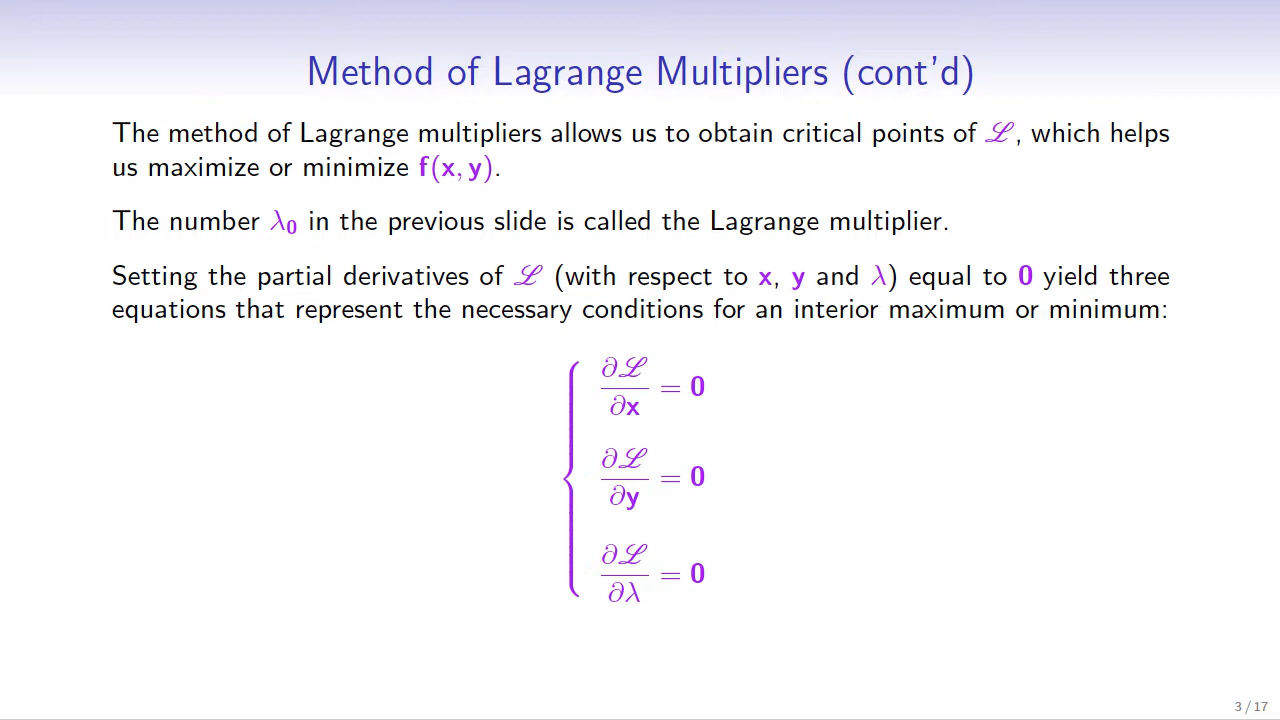 Method of Lagrange Multipliers (cont'd)
The method of Lagrange multipliers allows us to obtain critical points of ℒ, which helps
us maximize or minimize f(x, y).
The number λ₀ in the previous slide is called the Lagrange multiplier.
Setting the partial derivatives of ℒ (with respect to x, y and λ) equal to 0 yield three
equations that represent the necessary conditions for an interior maximum or minimum:
∂ℒ/∂x = 0
∂ℒ/∂y = 0
∂ℒ/∂λ = 0
3 / 17